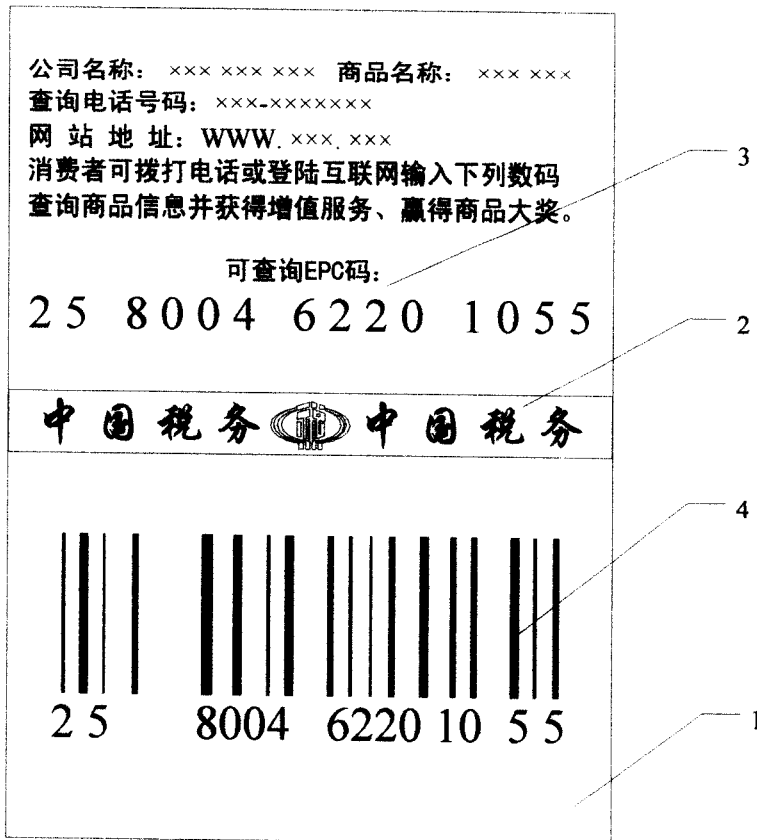 公司名称： ××× ××× ××× 商品名称： ××× ×××
查询电话号码：×××-×××××××
网 站 地 址：WWW. ×××. ×××
消费者可拨打电话或登陆互联网输入下列数码
查询商品信息并获得增值服务、赢得商品大奖。
可查询EPC码：
25 8004 6220 1055
中国税务 税 中国税务
25 8004 6220 10 55
3
2
4
1